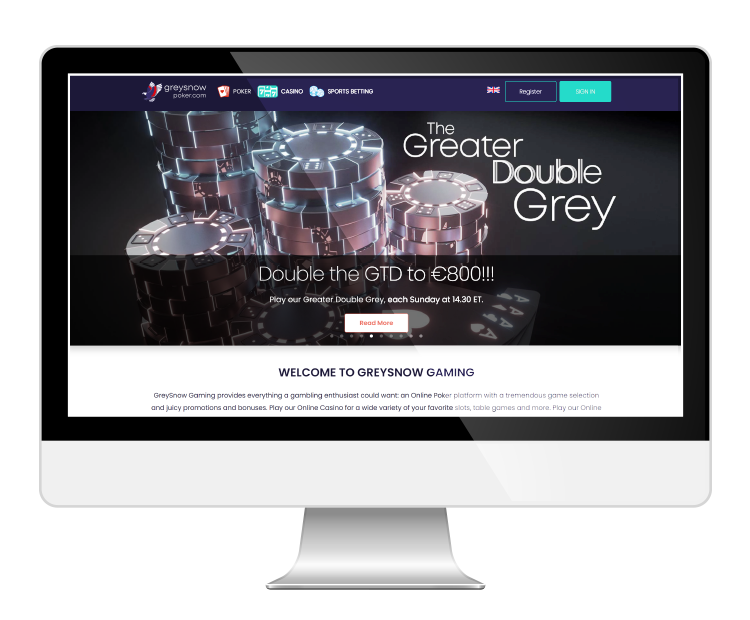 greysnow
poker.com
POKER
CASINO
SPORTS BETTING
Register
SIGN IN
The
Greater
Double
Grey
Double the GTD to €800!!!
Play our Greater Double Grey, each Sunday at 14.30 ET.
Read More
A A A A
WELCOME TO GREYSNOW GAMING
GreySnow Gaming provides everything a gambling enthusiast could want: an Online Poker platform with a tremendous game selection
and juicy promotions and bonuses. Play our Online Casino for a wide variety of your favorite slots, table games and more. Play our Online